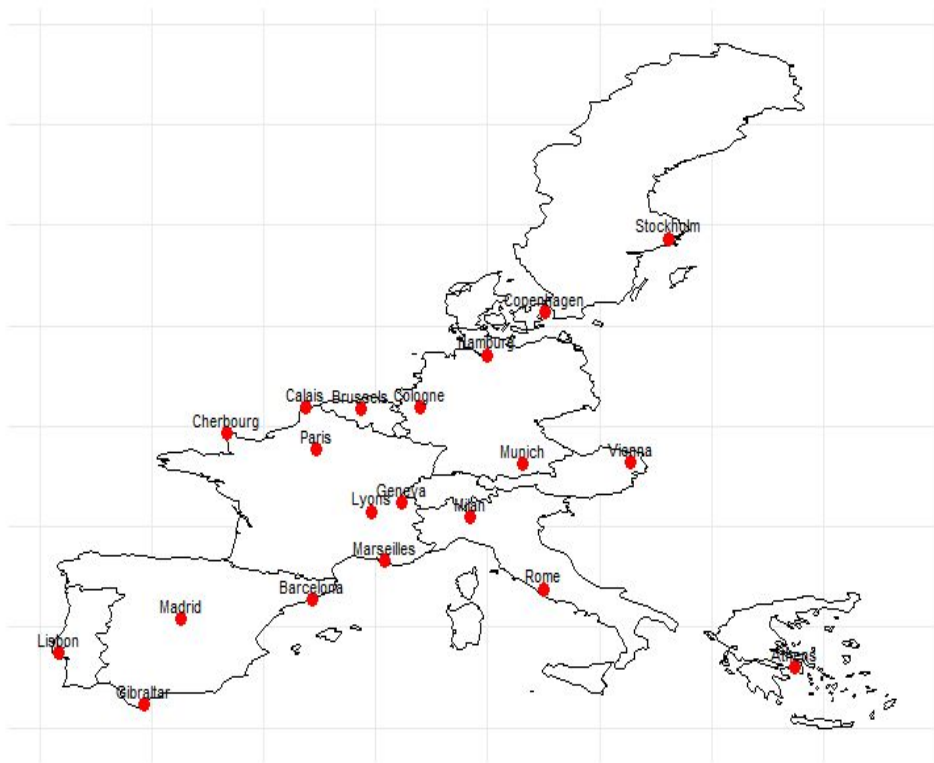 Stockholm
Copenhagen
Hamburg
Calais
Brussels
Cologne
Cherbourg
Paris
Munich
Vienna
Geneva
Lyons
Milan
Marseilles
Rome
Barcelona
Madrid
Lisbon
Athens
Gibraltar